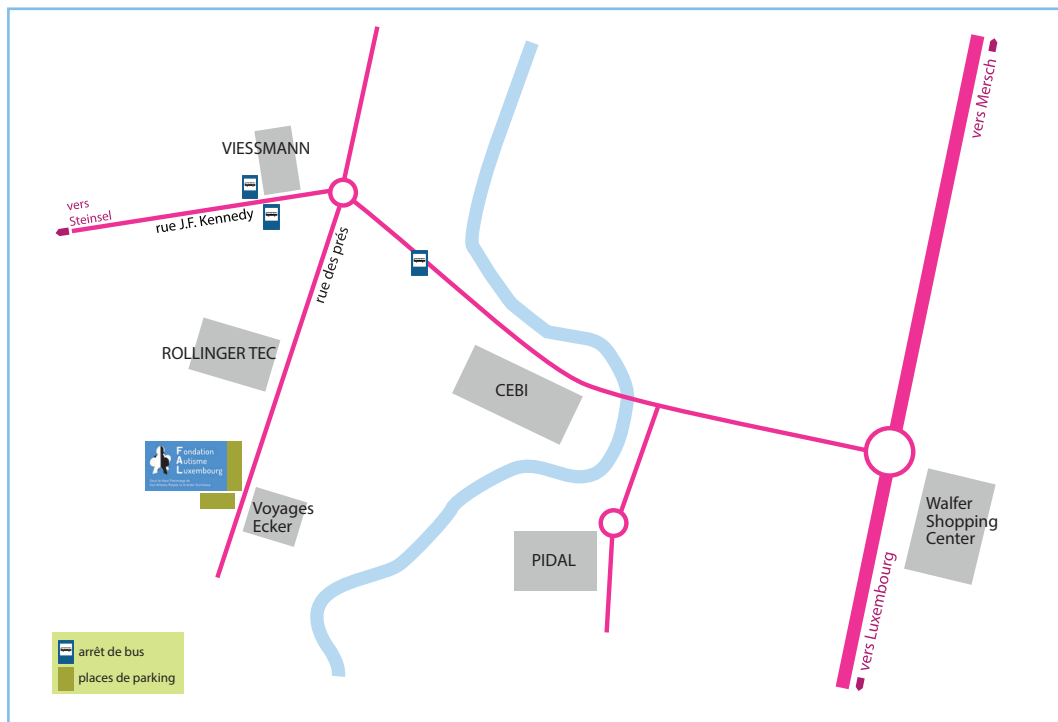 vers Mersch
VIESSMANN
vers
Steinsel
rue J.F. Kennedy
rue des prés
ROLLINGER TEC
CEBI
Fondation
Autisme
Luxembourg
Voyages
Ecker
Walfer
Shopping
Center
PIDAL
vers Luxembourg
arrêt de bus
places de parking